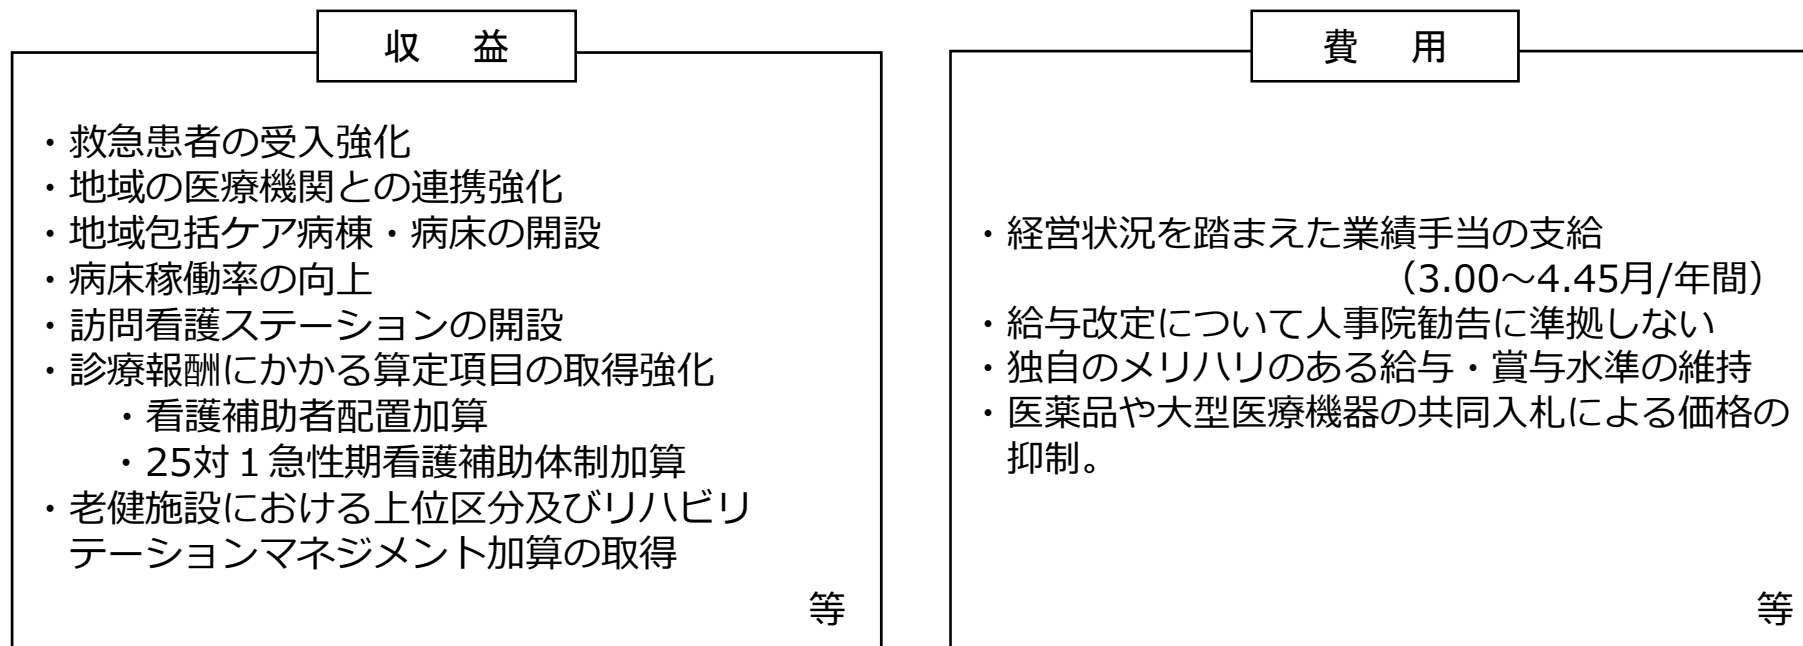 収　益
・救急患者の受入強化
・地域の医療機関との連携強化
・地域包括ケア病棟・病床の開設
・病床稼働率の向上
・訪問看護ステーションの開設
・診療報酬にかかる算定項目の取得強化
・看護補助者配置加算
・25対１急性期看護補助体制加算
・老健施設における上位区分及びリハビリ
テーションマネジメント加算の取得
等
費　用
・経営状況を踏まえた業績手当の支給
（3.00～4.45月/年間）
・給与改定について人事院勧告に準拠しない
・独自のメリハリのある給与・賞与水準の維持
・医薬品や大型医療機器の共同入札による価格の
抑制。
等